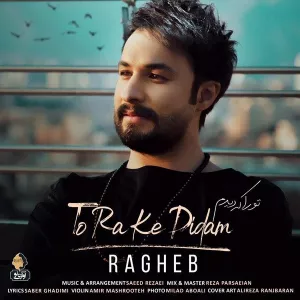 تو را که دیدم
To Ra Ke Didam
RAGHEB
MUSIC & ARRANGEMENT SAEED REZAEI MIX & MASTER REZA PARSAEIAN
LYRICS SABER GHADIMI VIOLIN AMIR MASHROOTEH PHOTO MILAD ABOALI COVER ART ALIREZA RANJBARAN